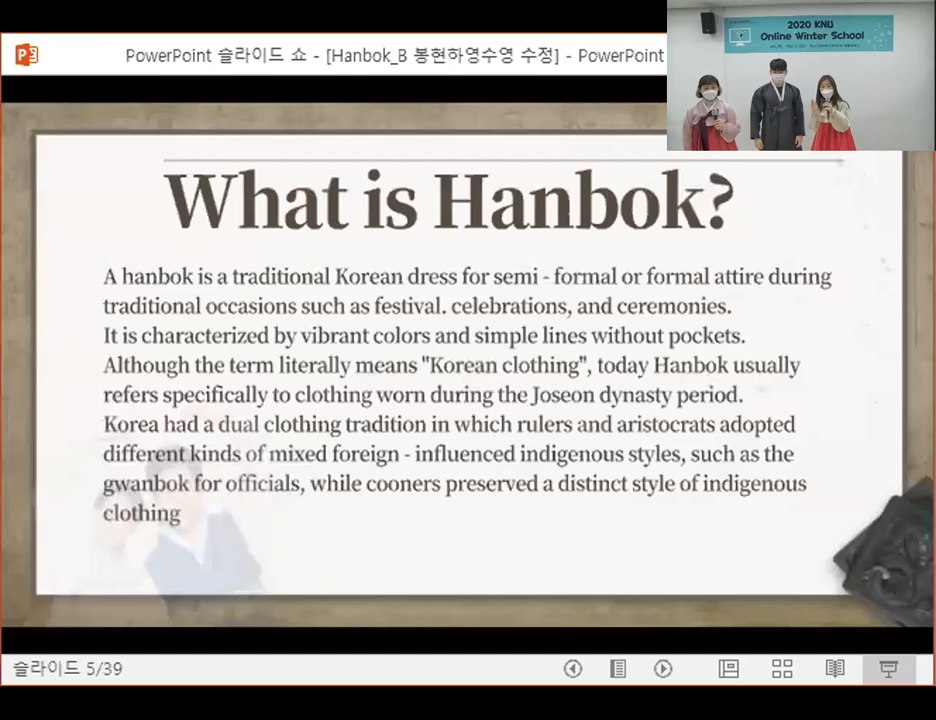 2020 KNU
Online Winter School
PowerPoint 슬라이드 쇼 - [Hanbok_B 봉현하영수영 수정] - PowerPoint
What is Hanbok?
A hanbok is a traditional Korean dress for semi - formal or formal attire during
traditional occasions such as festival. celebrations, and ceremonies.
It is characterized by vibrant colors and simple lines without pockets.
Although the term literally means "Korean clothing", today Hanbok usually
refers specifically to clothing worn during the Joseon dynasty period.
Korea had a dual clothing tradition in which rulers and aristocrats adopted
different kinds of mixed foreign - influenced indigenous styles, such as the
gwanbok for officials, while cooners preserved a distinct style of indigenous
clothing
슬라이드 5/39